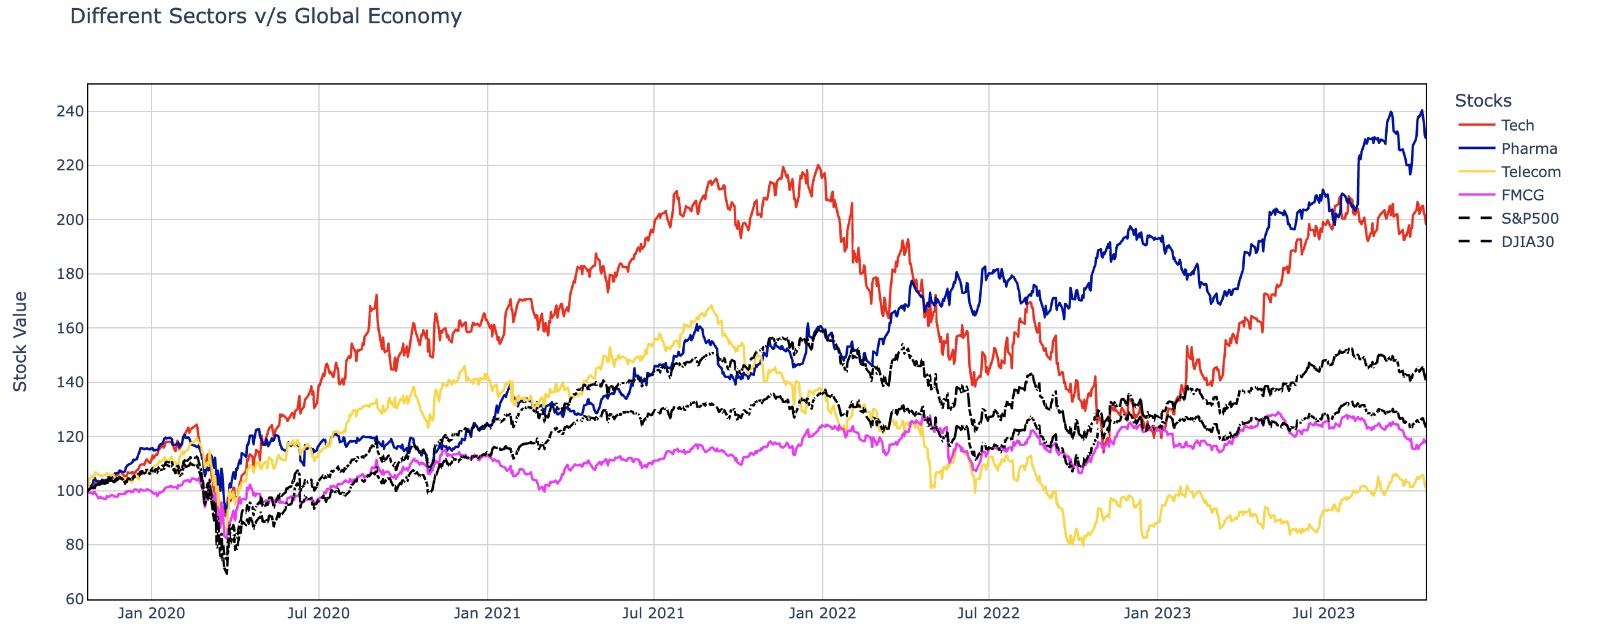 Different Sectors v/s Global Economy
Stock Value
240
220
200
180
160
140
120
100
80
60
Jan 2020
Jul 2020
Jan 2021
Jul 2021
Jan 2022
Jul 2022
Jan 2023
Jul 2023
Stocks
Tech
Pharma
Telecom
FMCG
S&P500
DJIA30